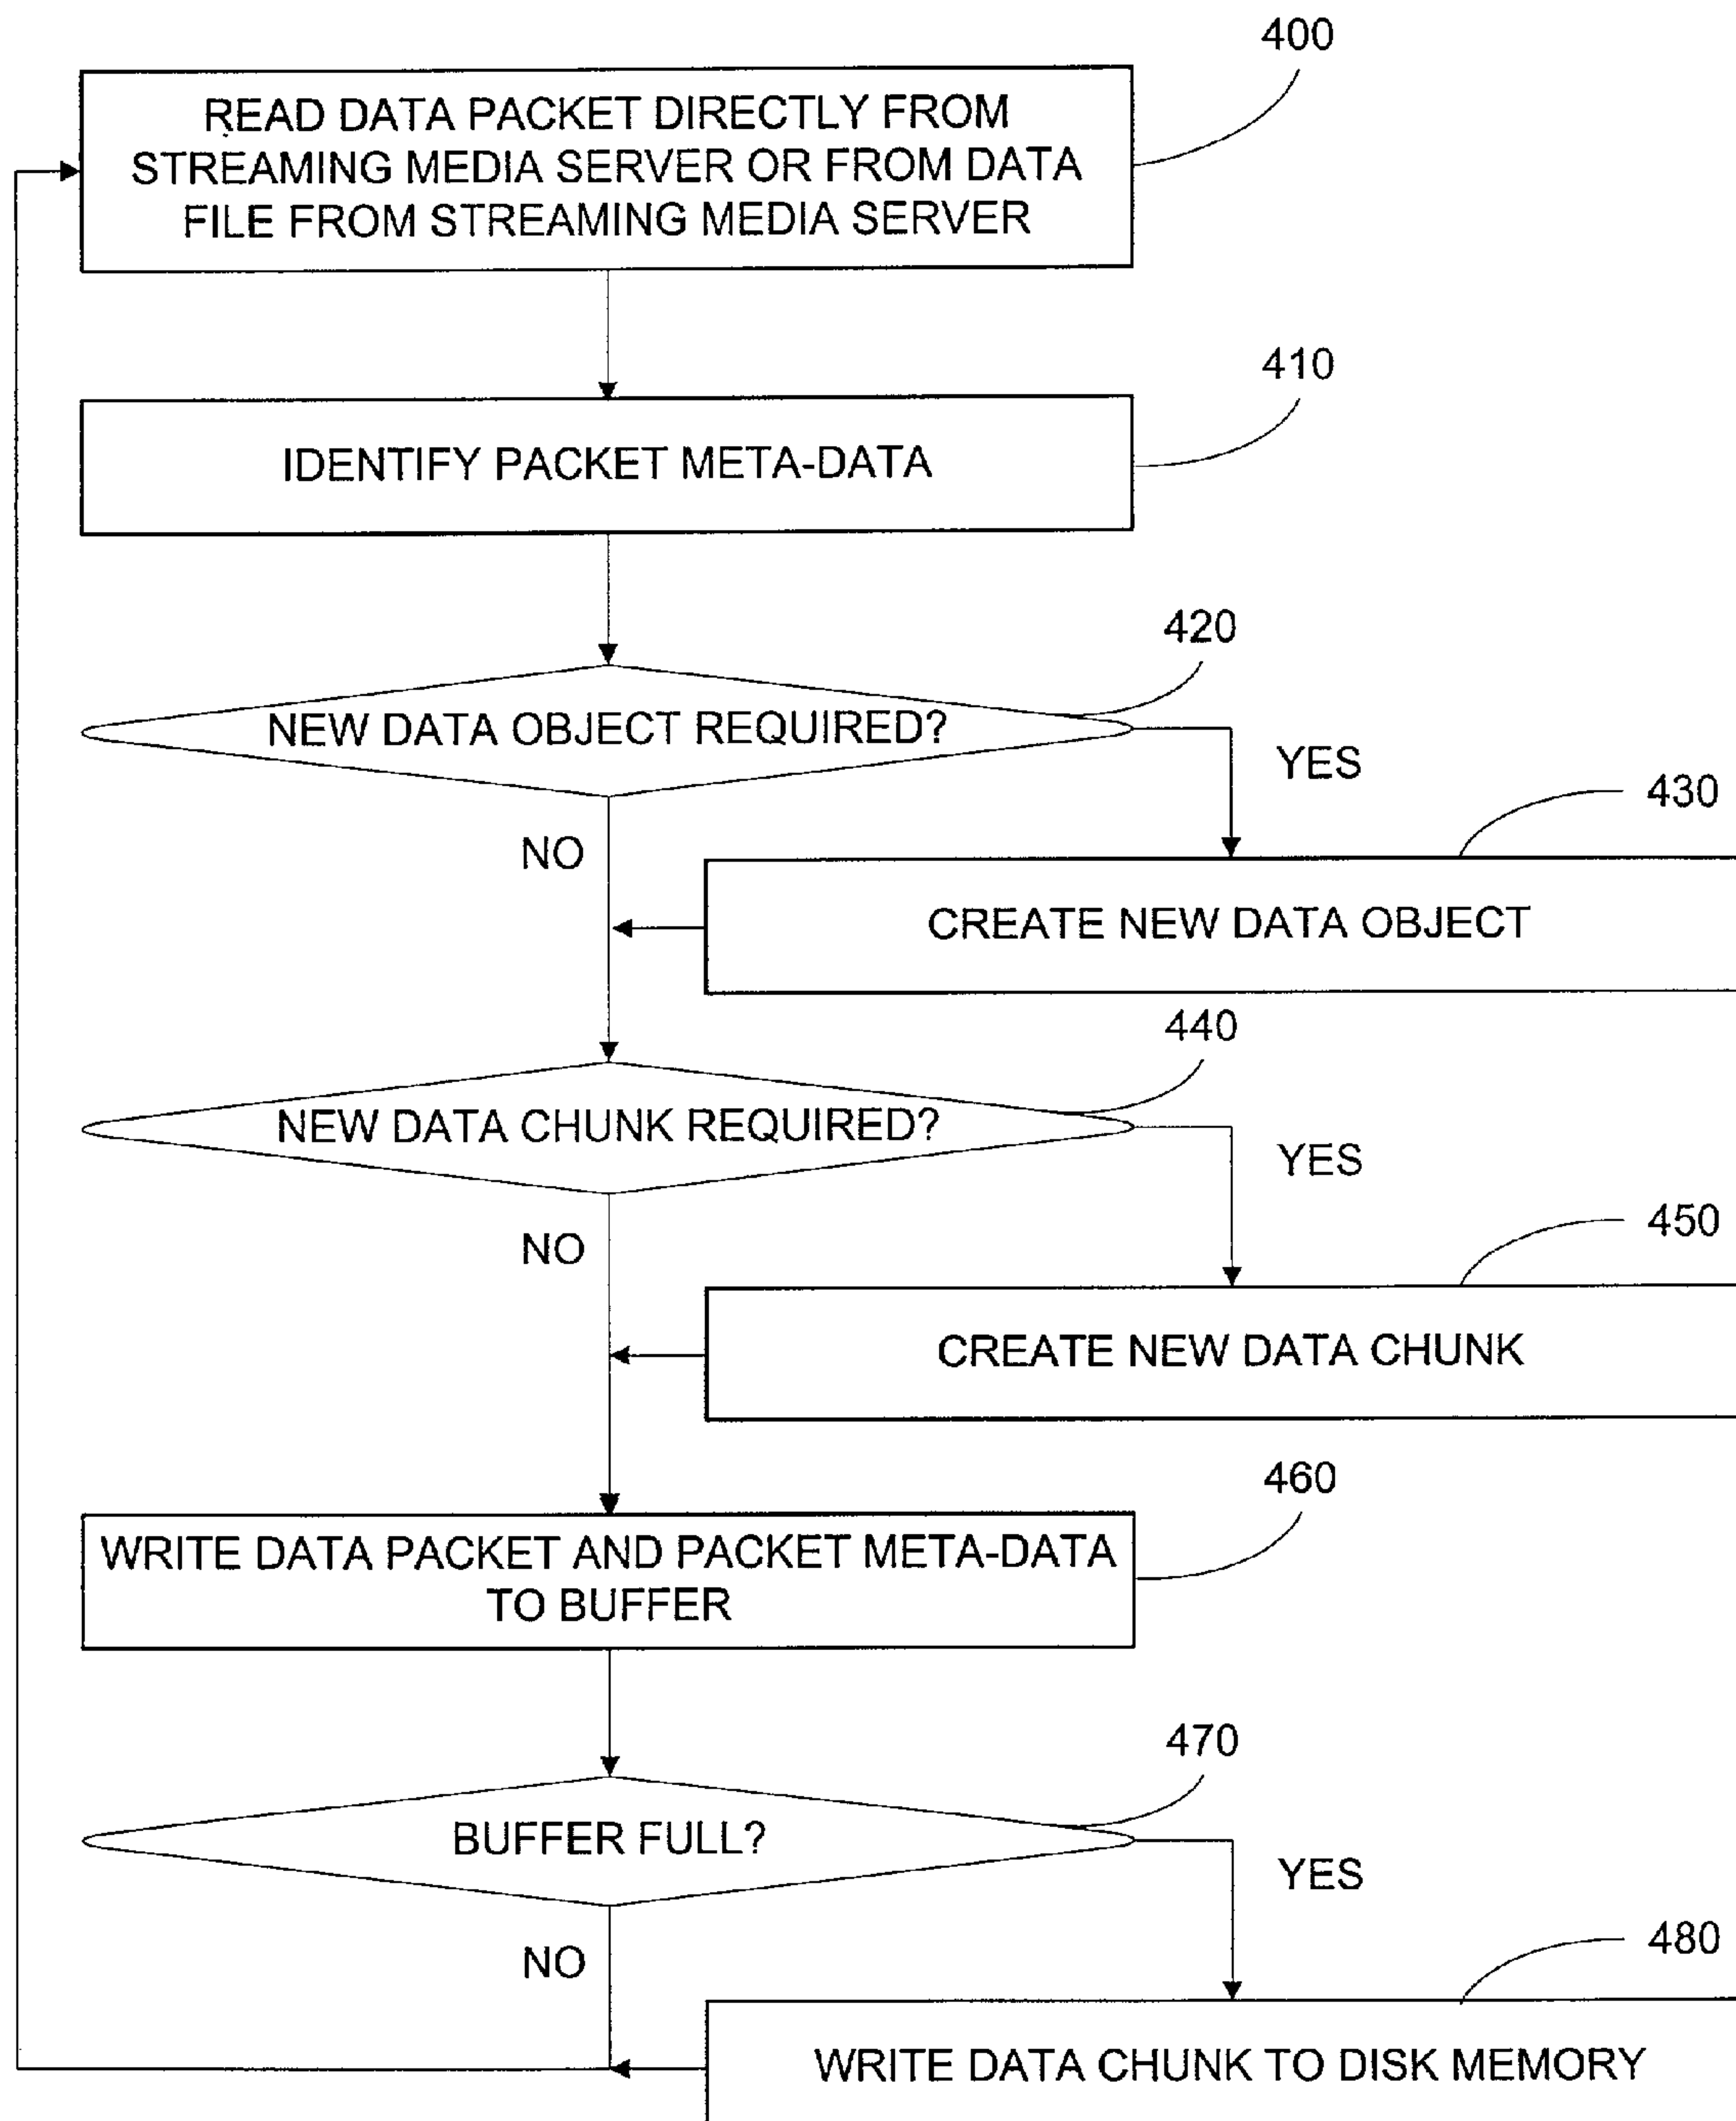 400
READ DATA PACKET DIRECTLY FROM
STREAMING MEDIA SERVER OR FROM DATA
FILE FROM STREAMING MEDIA SERVER
410
IDENTIFY PACKET META-DATA
420
NEW DATA OBJECT REQUIRED?
YES
430
NO
CREATE NEW DATA OBJECT
440
NEW DATA CHUNK REQUIRED?
YES
450
NO
CREATE NEW DATA CHUNK
460
WRITE DATA PACKET AND PACKET META-DATA
TO BUFFER
470
BUFFER FULL?
YES
480
NO
WRITE DATA CHUNK TO DISK MEMORY